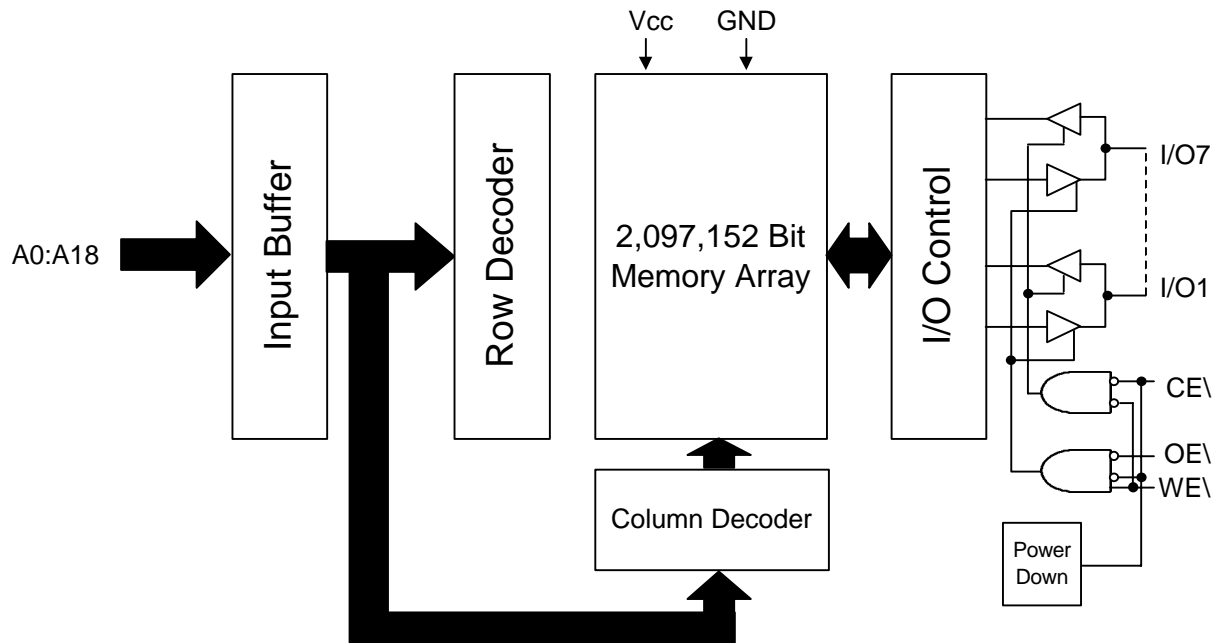 Vcc
GND
A0:A18
Input Buffer
Row Decoder
2,097,152 Bit
Memory Array
I/O Control
I/O7
I/O1
CE\
OE\
WE\
Column Decoder
Power
Down